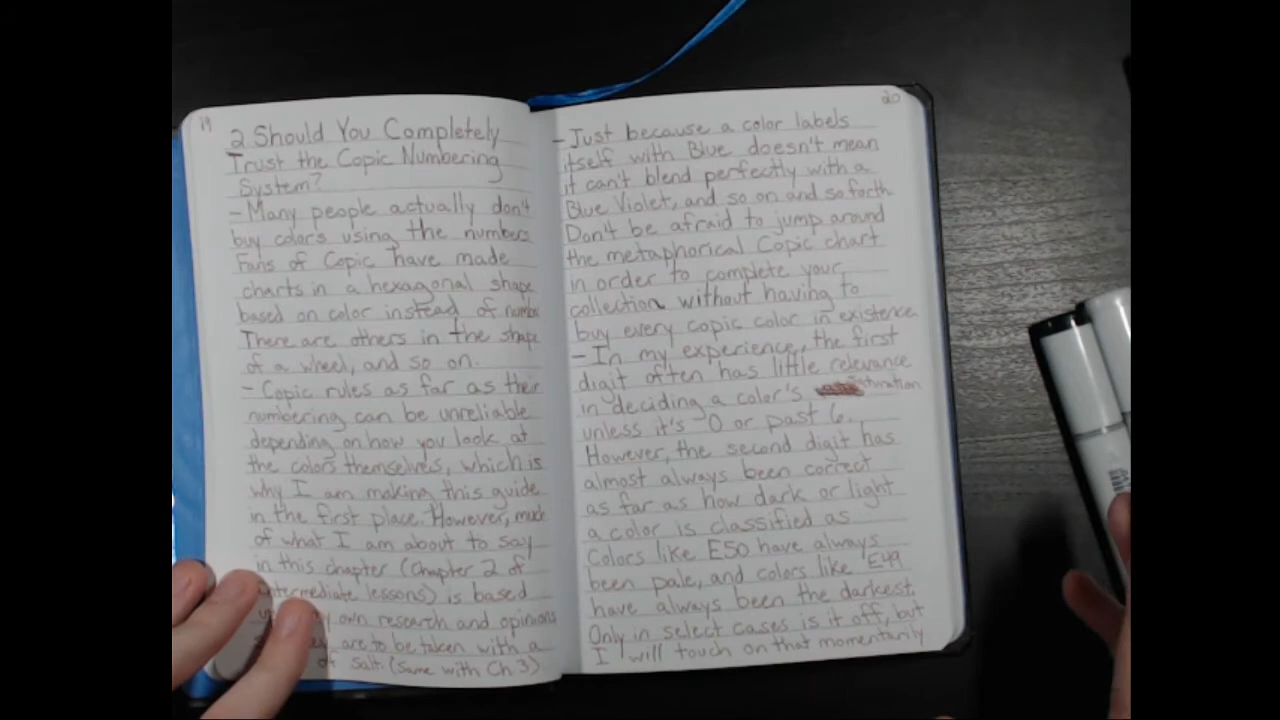 19
2 Should You Completely
Trust the Copic Numbering
System?
- Many people actually don't
buy colors using the numbers
Fans of Copic have made
charts in a hexagonal shape
based on color instead of
There are others in the shape
of a wheel, and so on.
- Copic rules as far as their
numbering can be unreliable
depending on how you look at
the colors themselves, which is
why I am making this guide
in the first place. However, much
of what I am about to say
in this chapter (Chapter 2 of
intermediate lessons) is based
my own research and opinions
are to be taken with a
of salt. (Same with Ch 3)
20
- Just because a color labels
itself with Blue doesn't mean
it can't blend perfectly with a
Blue Violet, and so on and so forth
Don't be afraid to jump around
the metaphorical Copic chart
in order to complete your
collection without having to
buy every copic color in existence
- In my experience, the first
digit often has little relevance
in deciding a color's saturation
unless it's 0 or past 6.
However, the second digit has
almost always been correct
as far as how dark or light
a color is classified as
Colors like E50 have always
been pale, and colors like E49
have always been the darkest.
Only in select cases is it off, but
I will touch on that momentarily